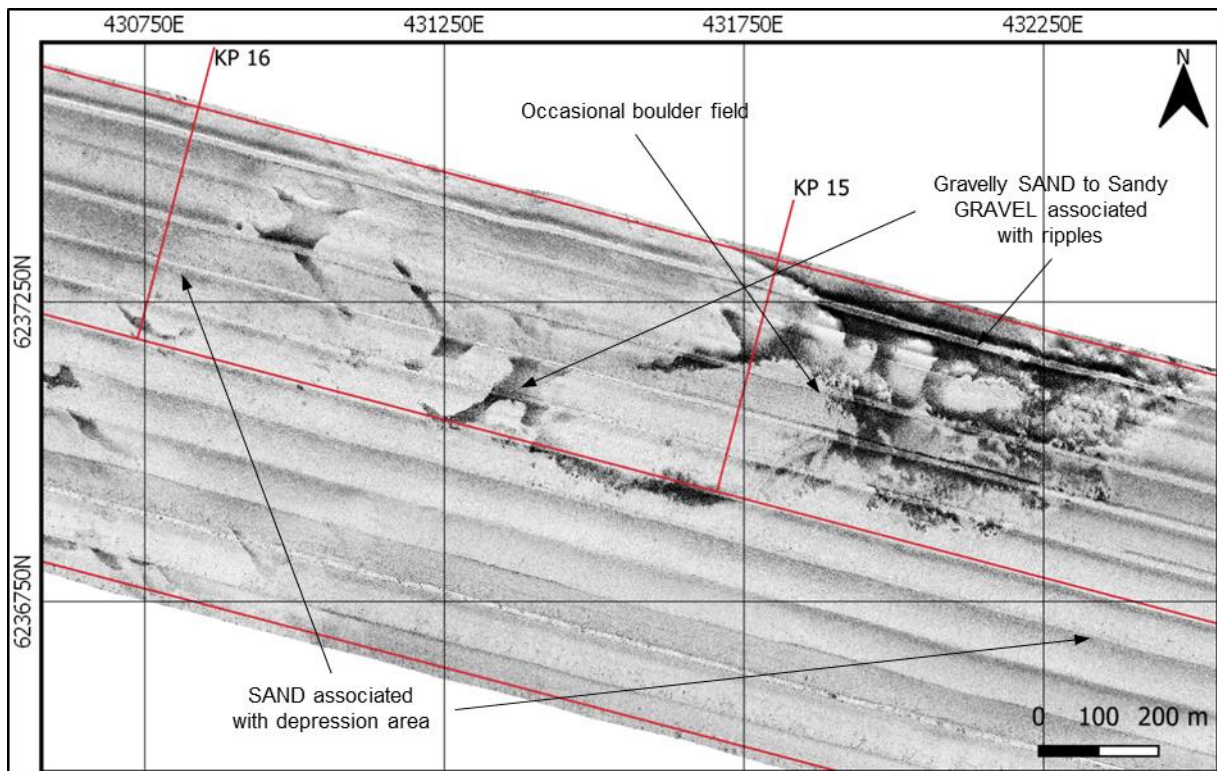 430750E
431250E
431750E
432250E
KP 16
N
Occasional boulder field
KP 15
Gravelly SAND to Sandy
GRAVEL associated
with ripples
6237250N
6236750N
SAND associated
with depression area
0 100 200 m